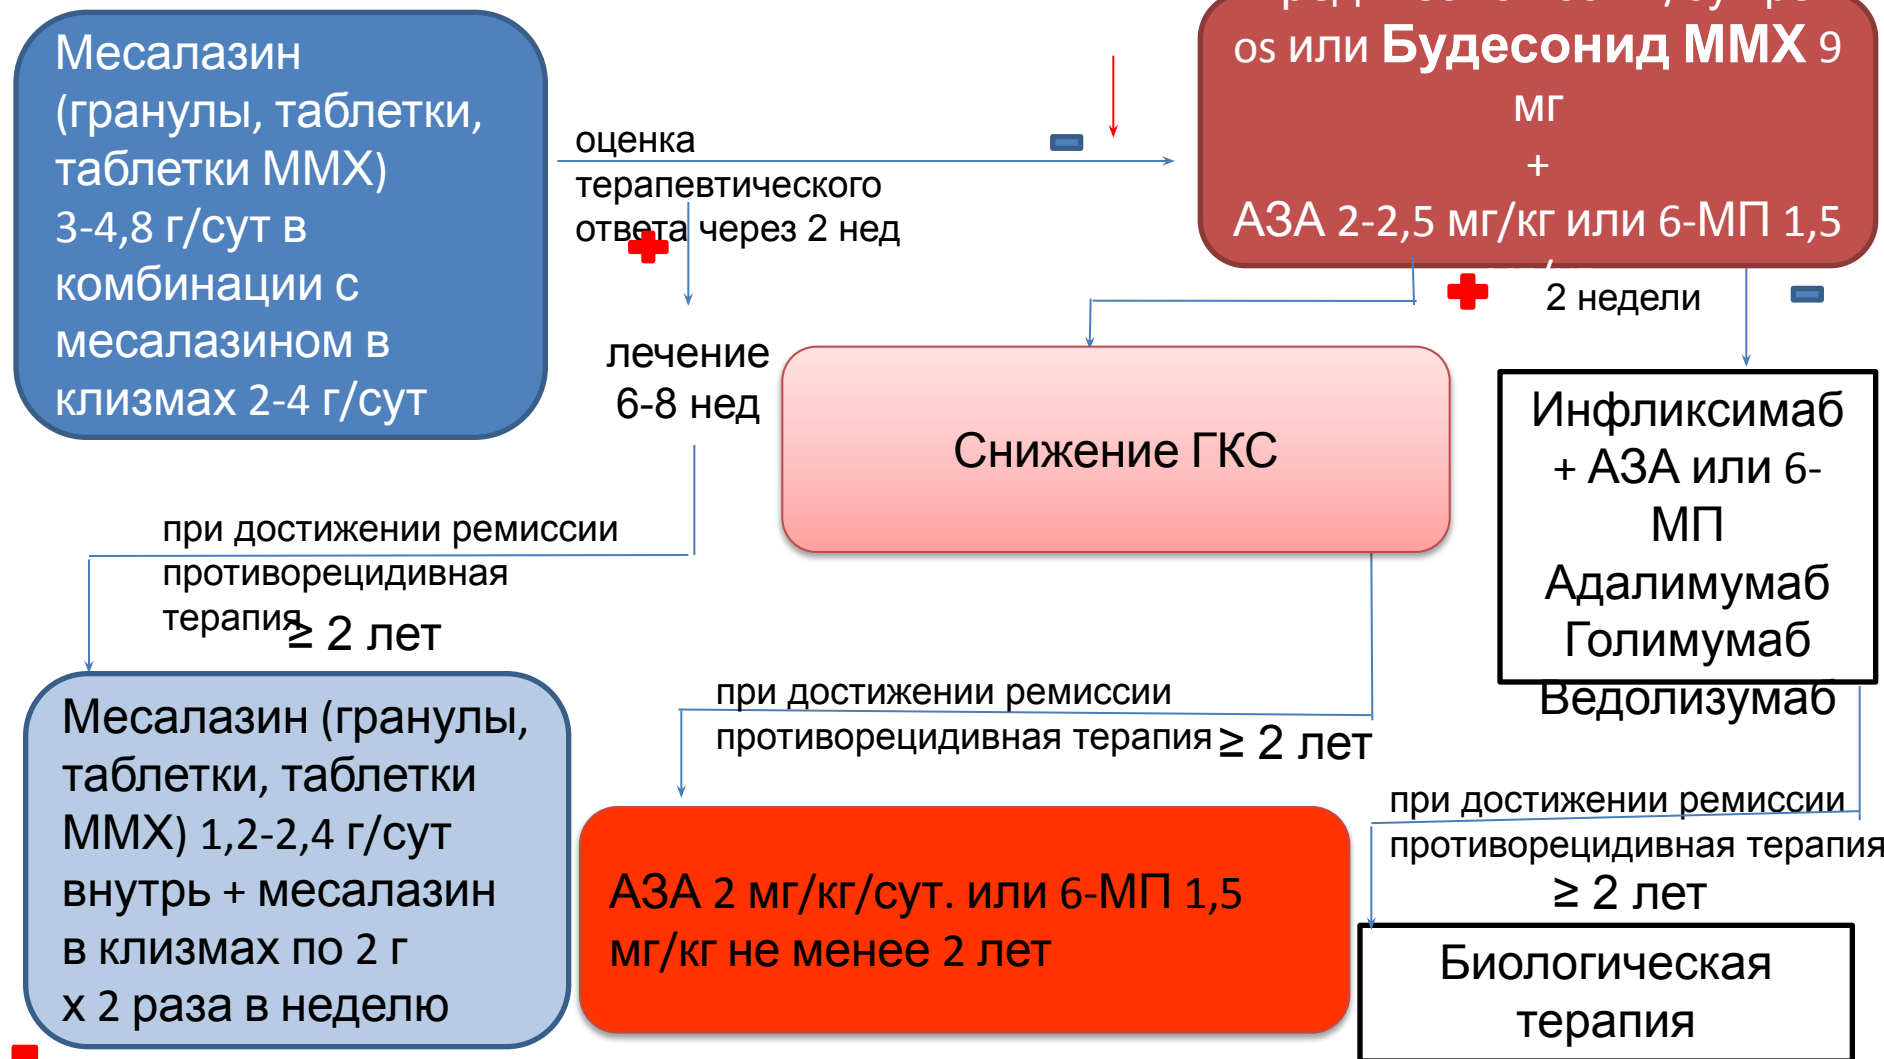 Месалазин
(гранулы, таблетки,
таблетки ММХ)
3-4,8 г/сут в
комбинации с
месалазином в
клизмах 2-4 г/сут
оценка
терапевтического
ответа через 2 нед
os или Будесонид ММХ 9
мг
+
АЗА 2-2,5 мг/кг или 6-МП 1,5
2 недели
лечение
6-8 нед
Снижение ГКС
Инфликсимаб
+ АЗА или 6-
МП
Адалимумаб
Голимумаб
Ведолизумаб
при достижении ремиссии
противорецидивная
терапия
≥ 2 лет
при достижении ремиссии
противорецидивная терапия
≥ 2 лет
при достижении ремиссии
противорецидивная терапия
≥ 2 лет
Месалазин (гранулы,
таблетки, таблетки
ММХ) 1,2-2,4 г/сут
внутрь + месалазин
в клизмах по 2 г
х 2 раза в неделю
АЗА 2 мг/кг/сут. или 6-МП 1,5
мг/кг не менее 2 лет
Биологическая
терапия